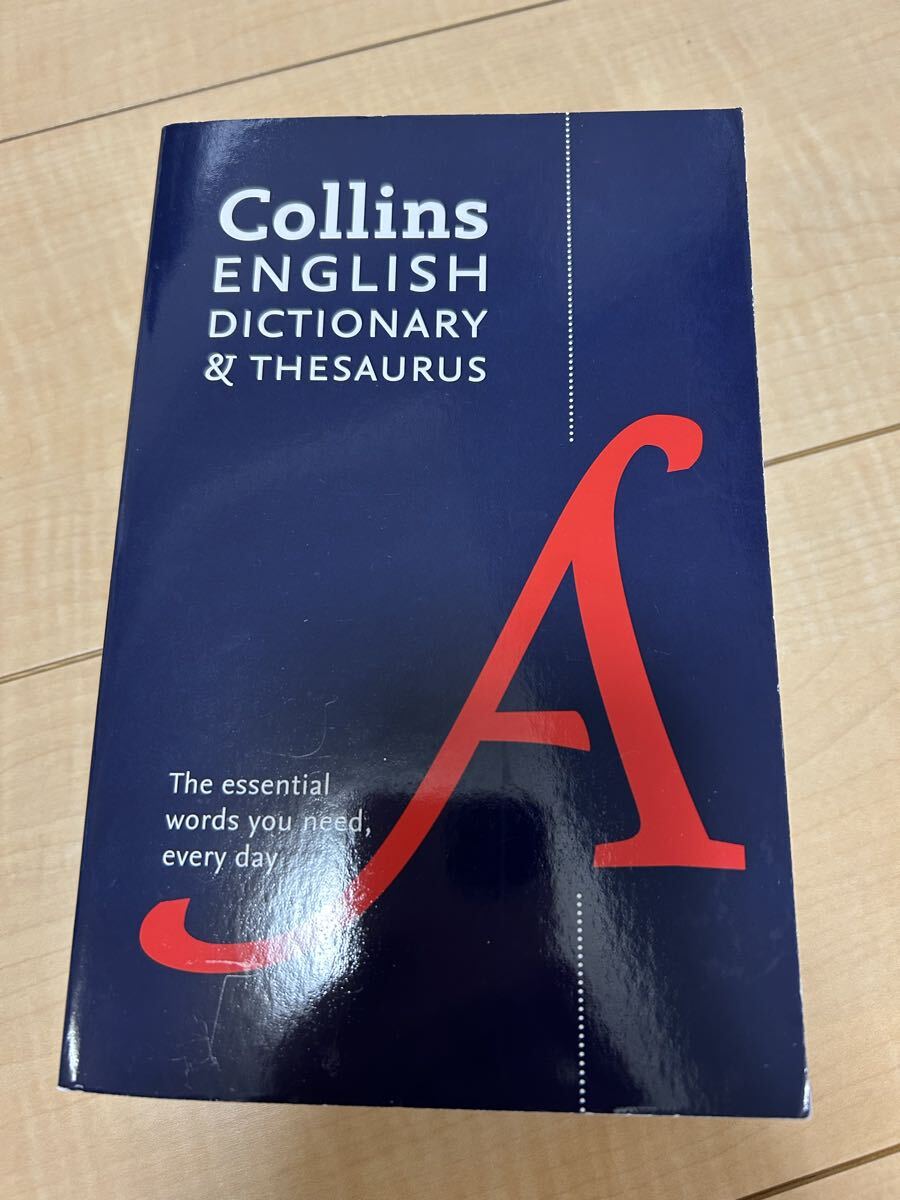 Collins
ENGLISH
DICTIONARY
& THESAURUS
A
The essential
words you need,
every day.